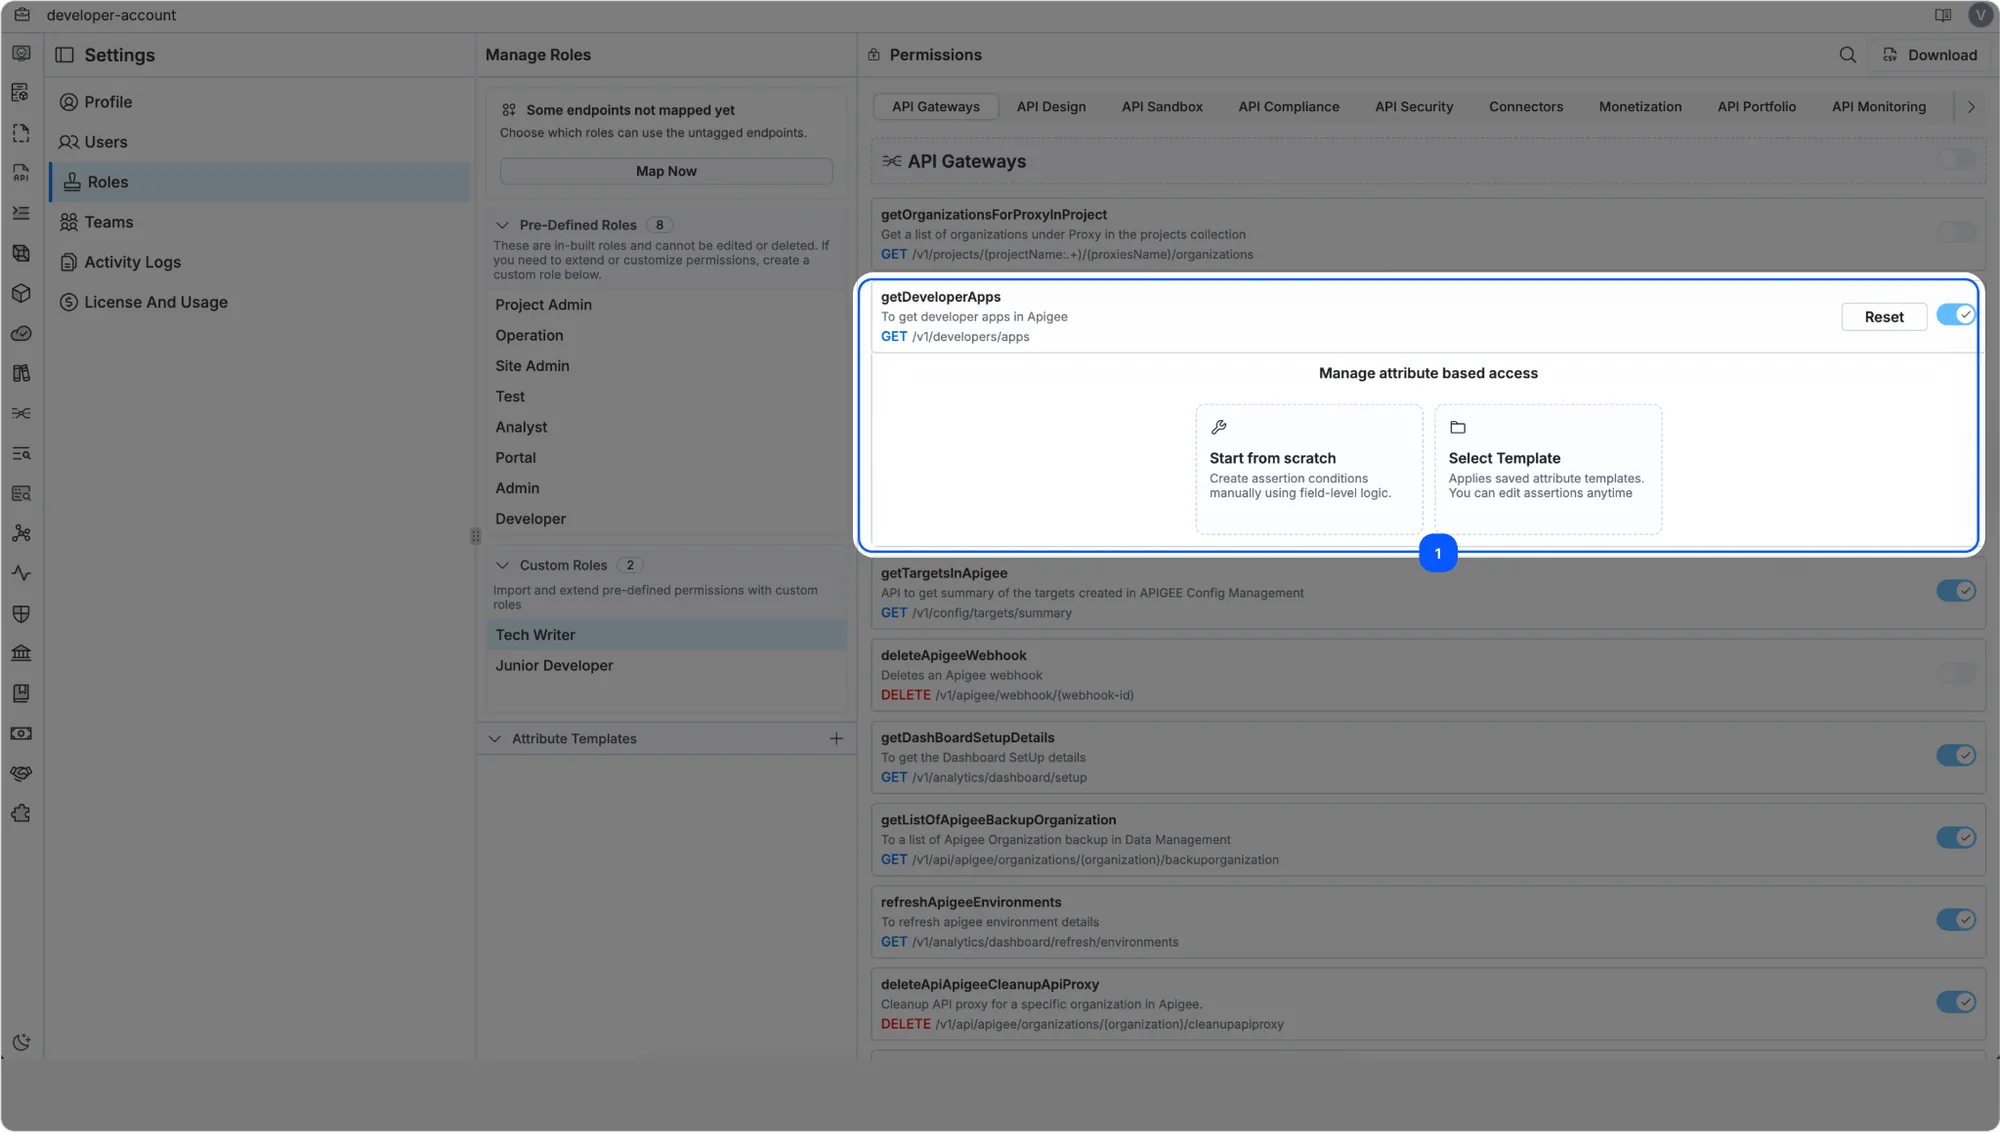 developer-account
V
Settings
Profile
Users
Roles
Teams
Activity Logs
License And Usage
Manage Roles
Some endpoints not mapped yet
Choose which roles can use the untagged endpoints.
Map Now
Pre-Defined Roles 8
These are in-built roles and cannot be edited or deleted. If
you need to extend or customize permissions, create a
custom role below.
Project Admin
Operation
Site Admin
Test
Analyst
Portal
Admin
Developer
Custom Roles 2
Import and extend pre-defined permissions with custom
roles
Tech Writer
Junior Developer
Attribute Templates
Permissions
CSV Download
API Gateways API Design API Sandbox API Compliance API Security Connectors Monetization API Portfolio API Monitoring
API Gateways
getOrganizationsForProxyInProject
Get a list of organizations under Proxy in the projects collection
GET /v1/projects/(projectName:.+)/(proxiesName)/organizations
getDeveloperApps
To get developer apps in Apigee
GET /v1/developers/apps
Reset
Manage attribute based access
Start from scratch
Create assertion conditions
manually using field-level logic.
Select Template
Applies saved attribute templates.
You can edit assertions anytime
1
getTargetsInApigee
API to get summary of the targets created in APIGEE Config Management
GET /v1/config/targets/summary
deleteApigeeWebhook
Deletes an Apigee webhook
DELETE /v1/apigee/webhook/(webhook-id)
getDashBoardSetupDetails
To get the Dashboard SetUp details
GET /v1/analytics/dashboard/setup
getListOfApigeeBackupOrganization
To a list of Apigee Organization backup in Data Management
GET /v1/api/apigee/organizations/(organization)/backuporganization
refreshApigeeEnvironments
To refresh apigee environment details
GET /v1/analytics/dashboard/refresh/environments
deleteApiApigeeCleanupApiProxy
Cleanup API proxy for a specific organization in Apigee.
DELETE /v1/api/apigee/organizations/(organization)/cleanupapiproxy
API